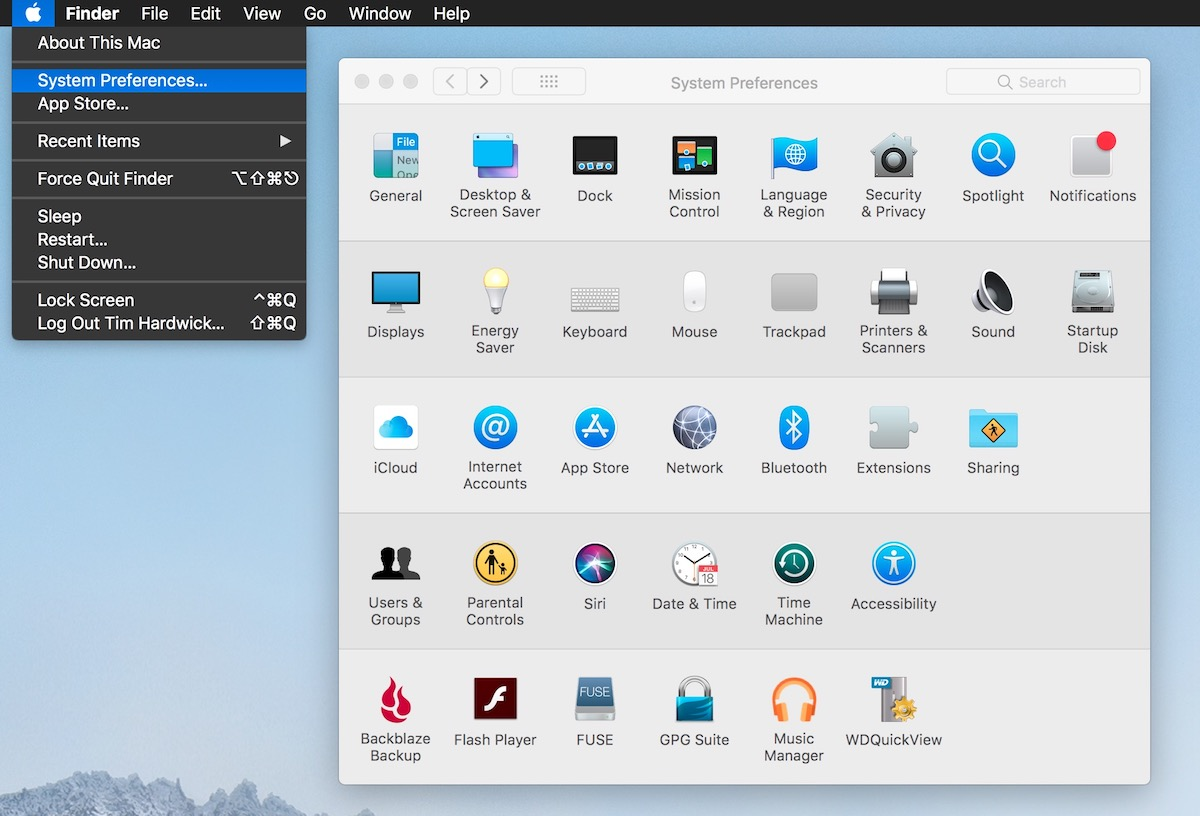 Finder File Edit View Go Window Help
About This Mac
System Preferences...
App Store...
Recent Items ▶
Force Quit Finder ⌥⇧⌘⎋
Sleep
Restart...
Shut Down...
Lock Screen ^⌘Q
Log Out Tim Hardwick... ⇧⌘Q
System Preferences
Search
File
New
Ope
General
Desktop &
Screen Saver
Dock
Mission
Control
Language
& Region
Security
& Privacy
Spotlight
Notifications
Displays
Energy
Saver
Keyboard
Mouse
Trackpad
Printers &
Scanners
Sound
Startup
Disk
iCloud
@
Internet
Accounts
App Store
Network
Bluetooth
Extensions
Sharing
Users &
Groups
Parental
Controls
Siri
JUL
18
Date & Time
Time
Machine
Accessibility
Backblaze
Backup
Flash Player
FUSE
FUSE
GPG Suite
Music
Manager
WD
WDQuickView